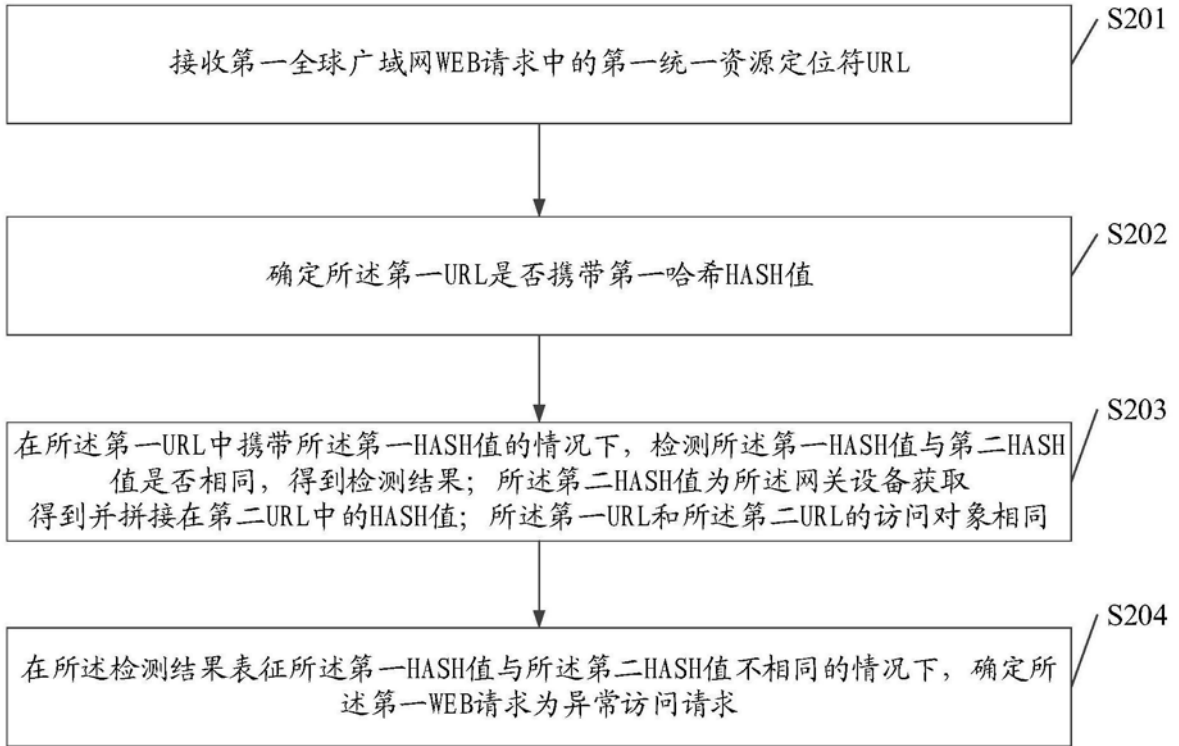 S201
接收第一全球广域网WEB请求中的第一统一资源定位符URL
S202
确定所述第一URL是否携带第一哈希HASH值
S203
在所述第一URL中携带所述第一HASH值的情况下，检测所述第一HASH值与第二HASH
值是否相同，得到检测结果；所述第二HASH值为所述网关设备获取
得到并拼接在第二URL中的HASH值；所述第一URL和所述第二URL的访问对象相同
S204
在所述检测结果表征所述第一HASH值与所述第二HASH值不相同的情况下，确定所
述第一WEB请求为异常访问请求